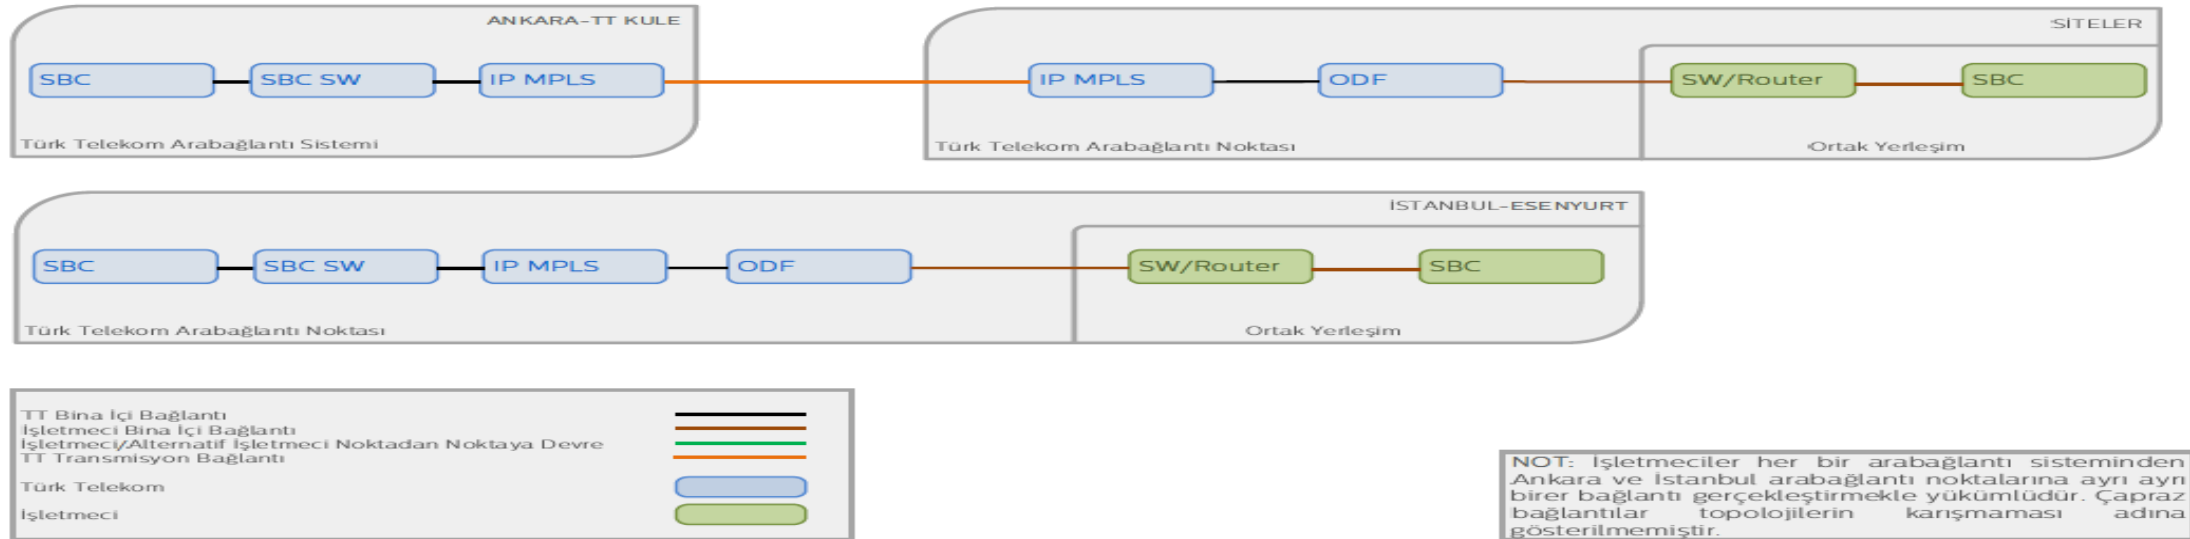 ANKARA-TT KULE
SBC
SBC SW
IP MPLS
Türk Telekom Arabağlantı Sistemi
SİTELER
IP MPLS
ODF
SW/Router
SBC
Türk Telekom Arabağlantı Noktası
Ortak Yerleşim
İSTANBUL-ESENYURT
SBC
SBC SW
IP MPLS
ODF
SW/Router
SBC
Türk Telekom Arabağlantı Noktası
Ortak Yerleşim
TT Bina İçi Bağlantı
İşletmeci Bina İçi Bağlantı
İşletmeci/Alternatif İşletmeci Noktadan Noktaya Devre
TT Transmisyon Bağlantı
Türk Telekom
İşletmeci
NOT: İşletmeciler her bir arabağlantı sisteminden
Ankara ve İstanbul arabağlantı noktalarına ayrı ayrı
birer bağlantı gerçekleştirmekle yükümlüdür. Çapraz
bağlantılar topolojilerin karışmaması adına
gösterilmemiştir.